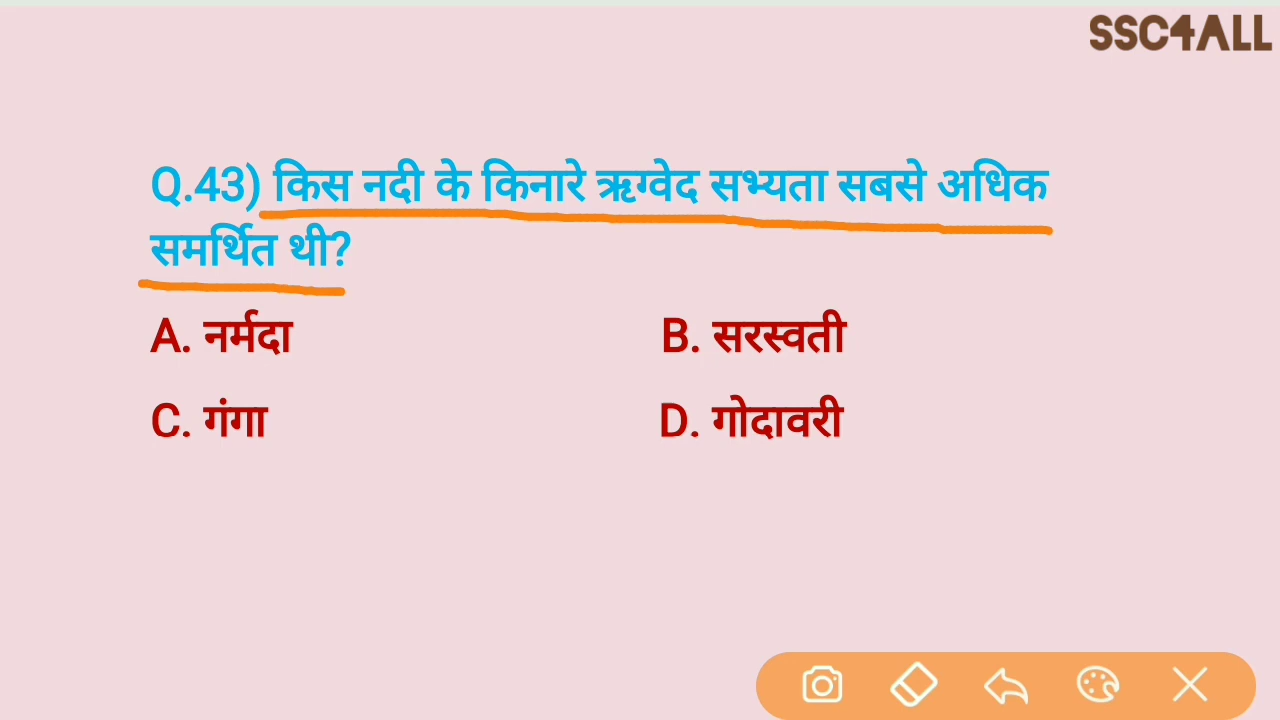 SSC4ALL
Q.43) किस नदी के किनारे ऋग्वेद सभ्यता सबसे अधिक
समर्थित थी?
A. नर्मदा
B. सरस्वती
C. गंगा
D. गोदावरी